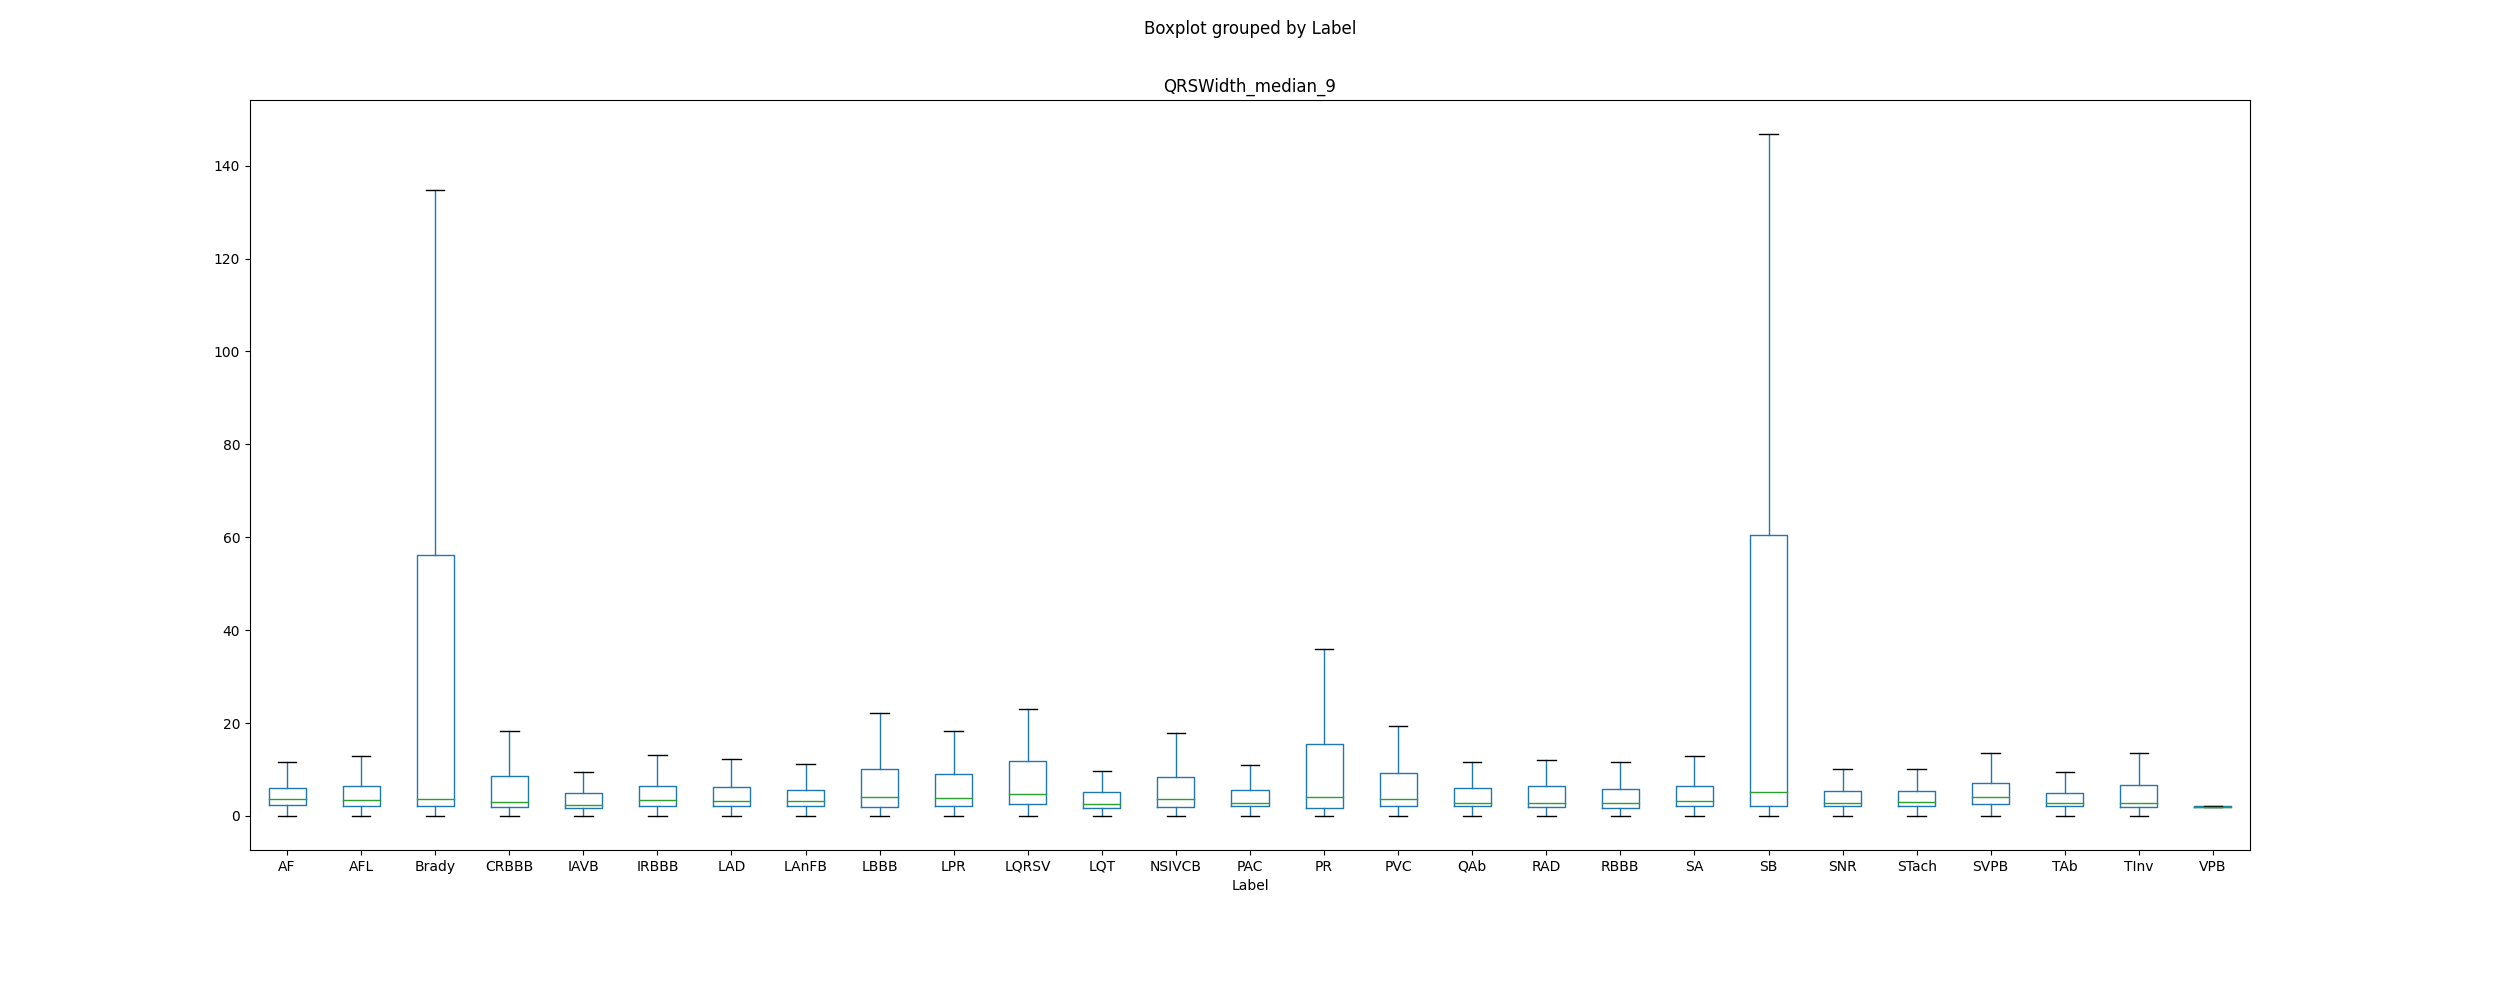 Boxplot grouped by Label
QRSWidth_median_9
140
120
100
80
60
40
20
0
AF AFL Brady CRBBB IAVB IRBBB LAD LAnFB LBBB LPR LQRSV LQT NSIVCB PAC PR PVC QAb RAD RBBB SA SB SNR STach SVPB TAb TInv VPB
Label